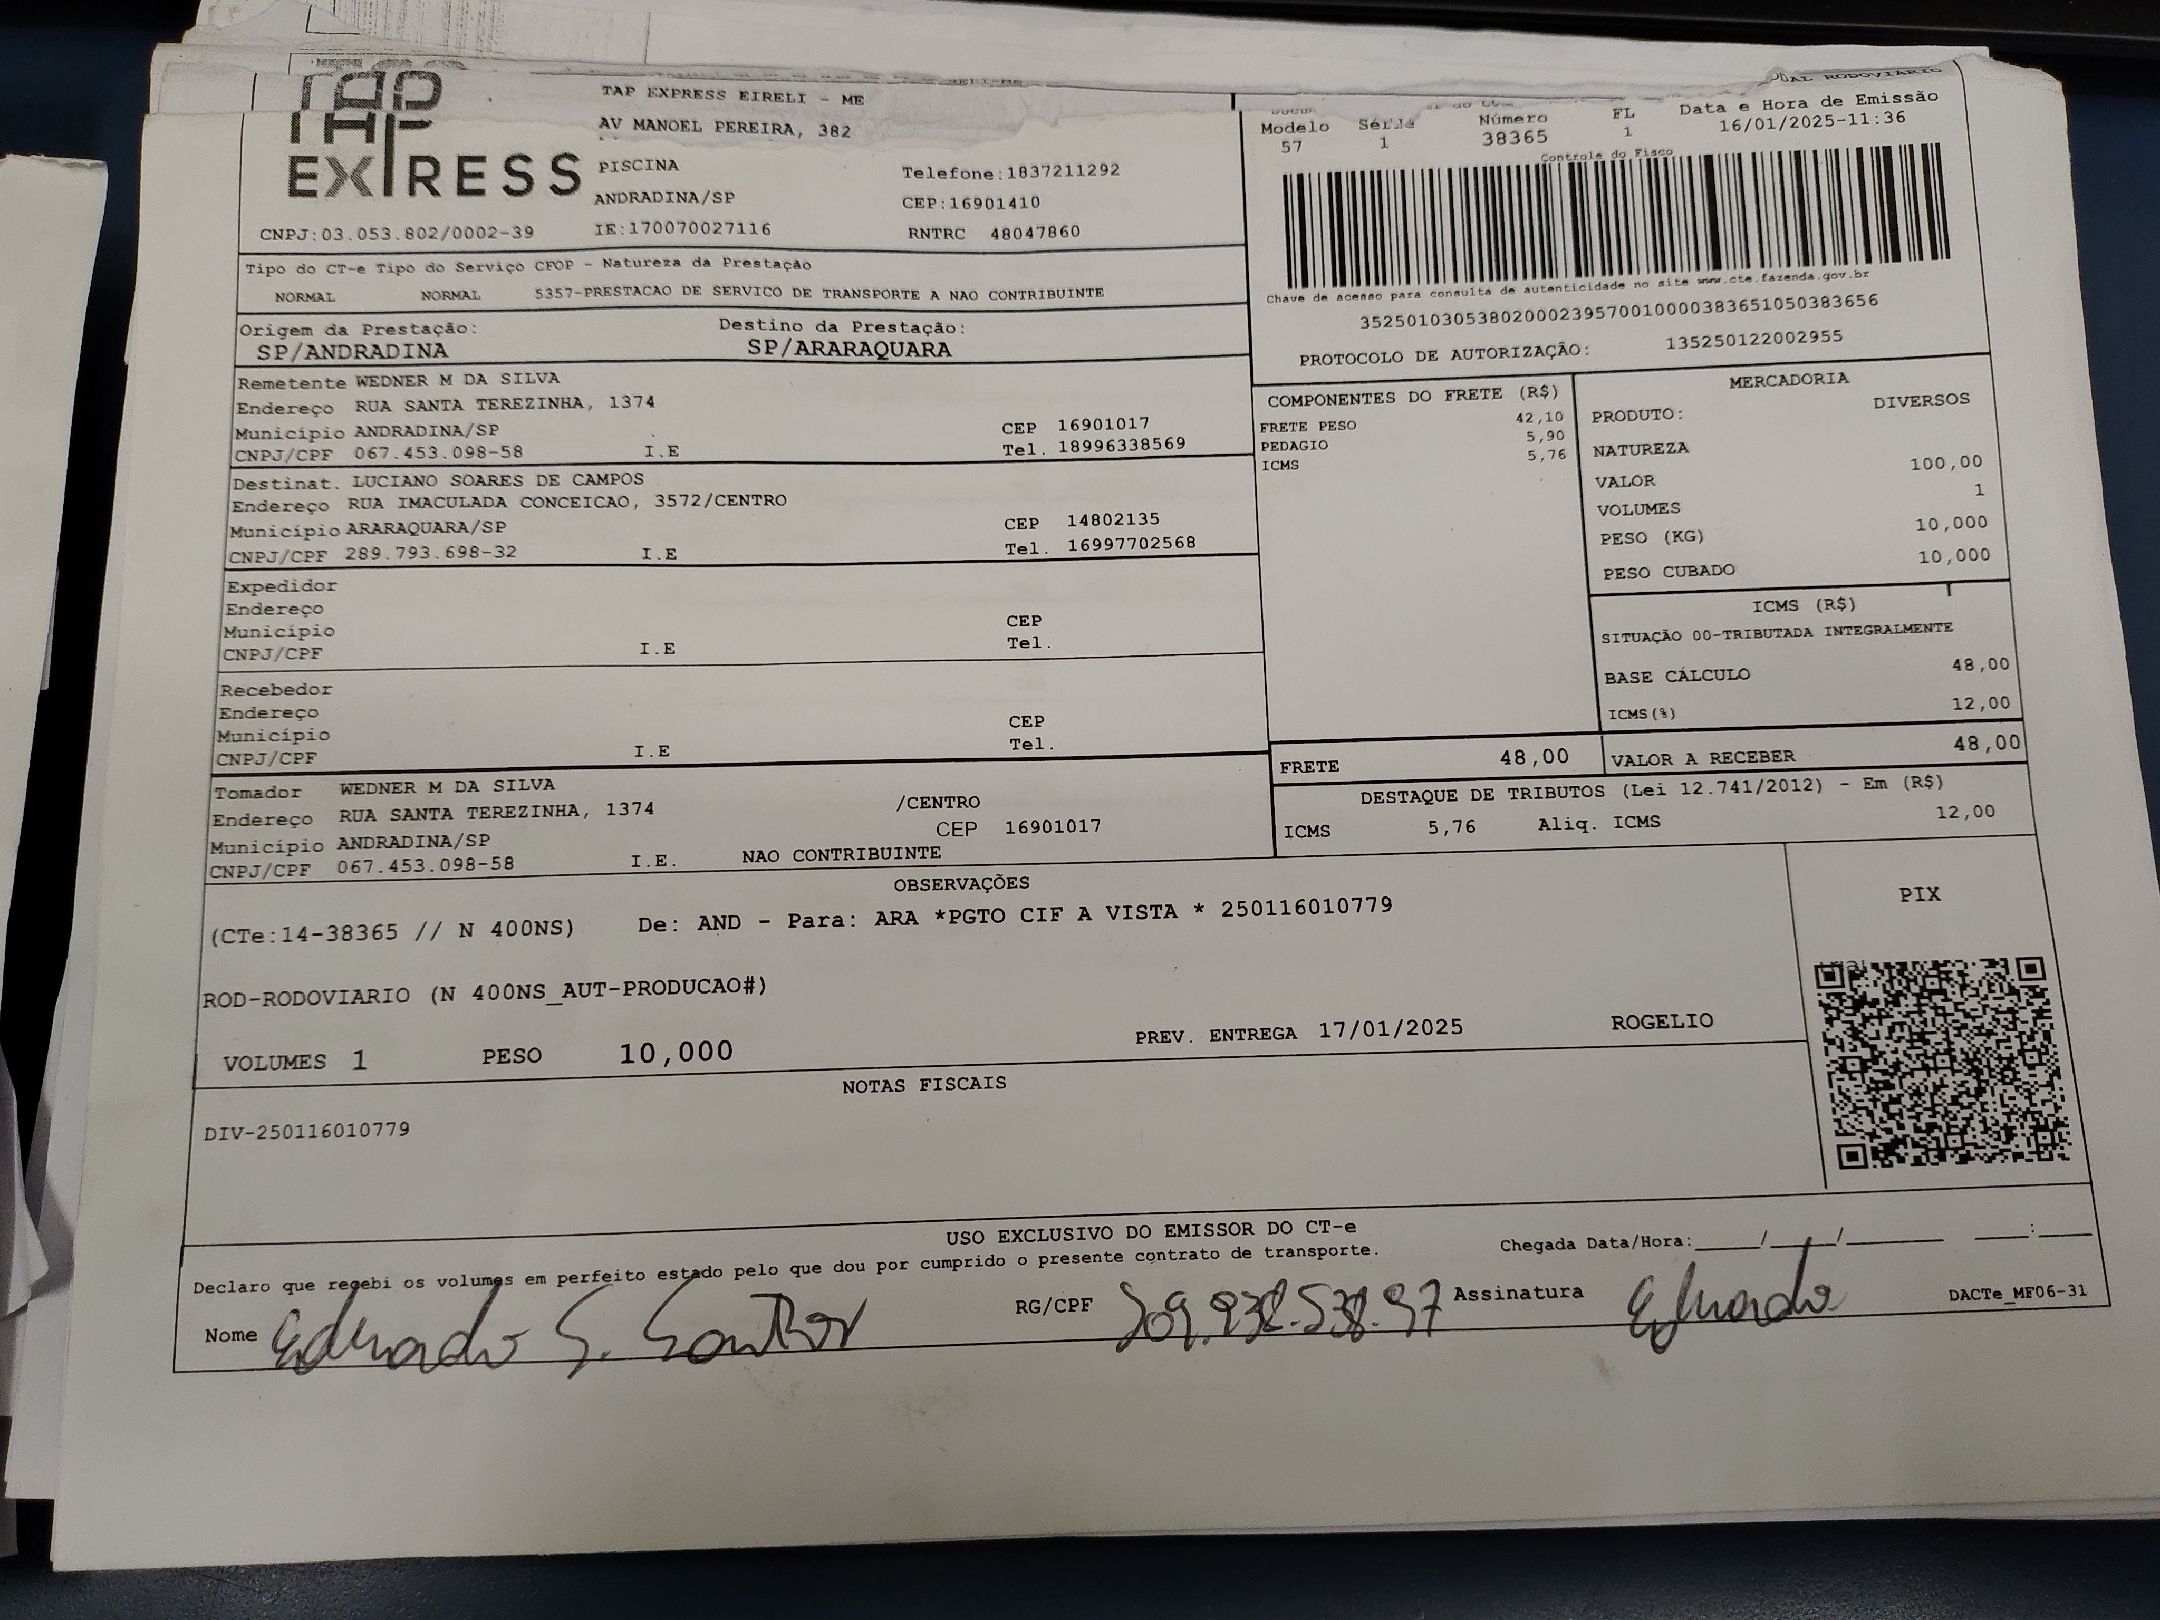 TAP
EXPRESS
CNPJ:03.053.802/0002-39
TAP EXPRESS EIRELI - ME
AV MANOEL PEREIRA, 382
PISCINA
ANDRADINA/SP
IE:170070027116
Telefone:1837211292
CEP:16901410
RNTRC 48047860
Modelo Série Número FL Data e Hora de Emissão
57 1 38365 1 16/01/2025-11:36
Controle do Fisco
Chave de acesso para consulta de autenticidade no site www.cte.fazenda.gov.br
35250103053802000239570010000383651050383656
PROTOCOLO DE AUTORIZAÇÃO: 135250122002955
Tipo do CT-e Tipo do Serviço CFOP - Natureza da Prestação
NORMAL NORMAL 5357-PRESTACAO DE SERVICO DE TRANSPORTE A NAO CONTRIBUINTE
Origem da Prestação: Destino da Prestação:
SP/ANDRADINA SP/ARARAQUARA
Remetente WEDNER M DA SILVA
Endereço RUA SANTA TEREZINHA, 1374
Município ANDRADINA/SP CEP 16901017
CNPJ/CPF 067.453.098-58 I.E Tel. 18996338569
Destinat. LUCIANO SOARES DE CAMPOS
Endereço RUA IMACULADA CONCEICAO, 3572/CENTRO
Município ARARAQUARA/SP CEP 14802135
CNPJ/CPF 289.793.698-32 I.E Tel. 16997702568
Expedidor
Endereço
Município CEP
CNPJ/CPF I.E Tel.
Recebedor
Endereço
Município CEP
CNPJ/CPF I.E Tel.
Tomador WEDNER M DA SILVA
Endereço RUA SANTA TEREZINHA, 1374 /CENTRO
Município ANDRADINA/SP CEP 16901017
CNPJ/CPF 067.453.098-58 I.E. NAO CONTRIBUINTE
COMPONENTES DO FRETE (R$)
FRETE PESO 42,10
PEDAGIO 5,90
ICMS 5,76
MERCADORIA
PRODUTO: DIVERSOS
NATUREZA
VALOR 100,00
VOLUMES 1
PESO (KG) 10,000
PESO CUBADO 10,000
ICMS (R$)
SITUAÇÃO 00-TRIBUTADA INTEGRALMENTE
BASE CÁLCULO 48,00
ICMS(%) 12,00
FRETE 48,00 VALOR A RECEBER 48,00
DESTAQUE DE TRIBUTOS (Lei 12.741/2012) - Em (R$)
ICMS 5,76 Aliq. ICMS 12,00
OBSERVAÇÕES
(CTe:14-38365 // N 400NS) De: AND - Para: ARA *PGTO CIF A VISTA * 250116010779
ROD-RODOVIARIO (N 400NS_AUT-PRODUCAO#)
VOLUMES 1 PESO 10,000 PREV. ENTREGA 17/01/2025 ROGELIO
PIX
NOTAS FISCAIS
DIV-250116010779
USO EXCLUSIVO DO EMISSOR DO CT-e
Declaro que recebi os volumes em perfeito estado pelo que dou por cumprido o presente contrato de transporte. Chegada Data/Hora:_____/_____/_______ ____:____
Nome Eduardo S. Santos RG/CPF Assinatura Eduardo DACTe_MF06-31